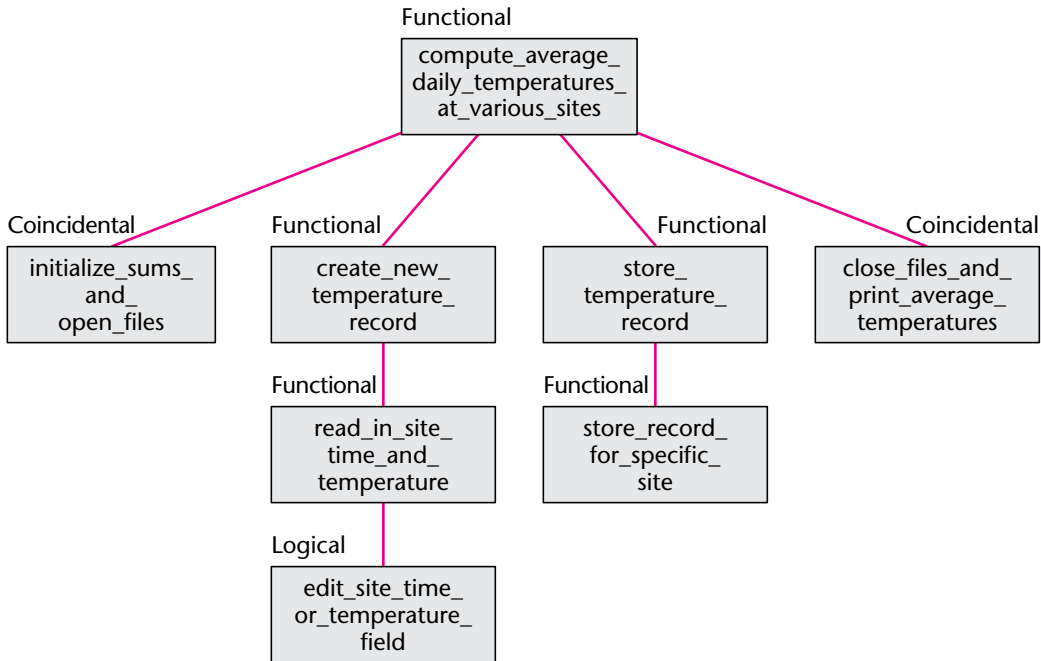 Functional
compute_average_
daily_temperatures_
at_various_sites
Coincidental
initialize_sums_
and_
open_files
Functional
create_new_
temperature_
record
Functional
store_
temperature_
record
Coincidental
close_files_and_
print_average_
temperatures
Functional
read_in_site_
time_and_
temperature
Functional
store_record_
for_specific_
site
Logical
edit_site_time_
or_temperature_
field